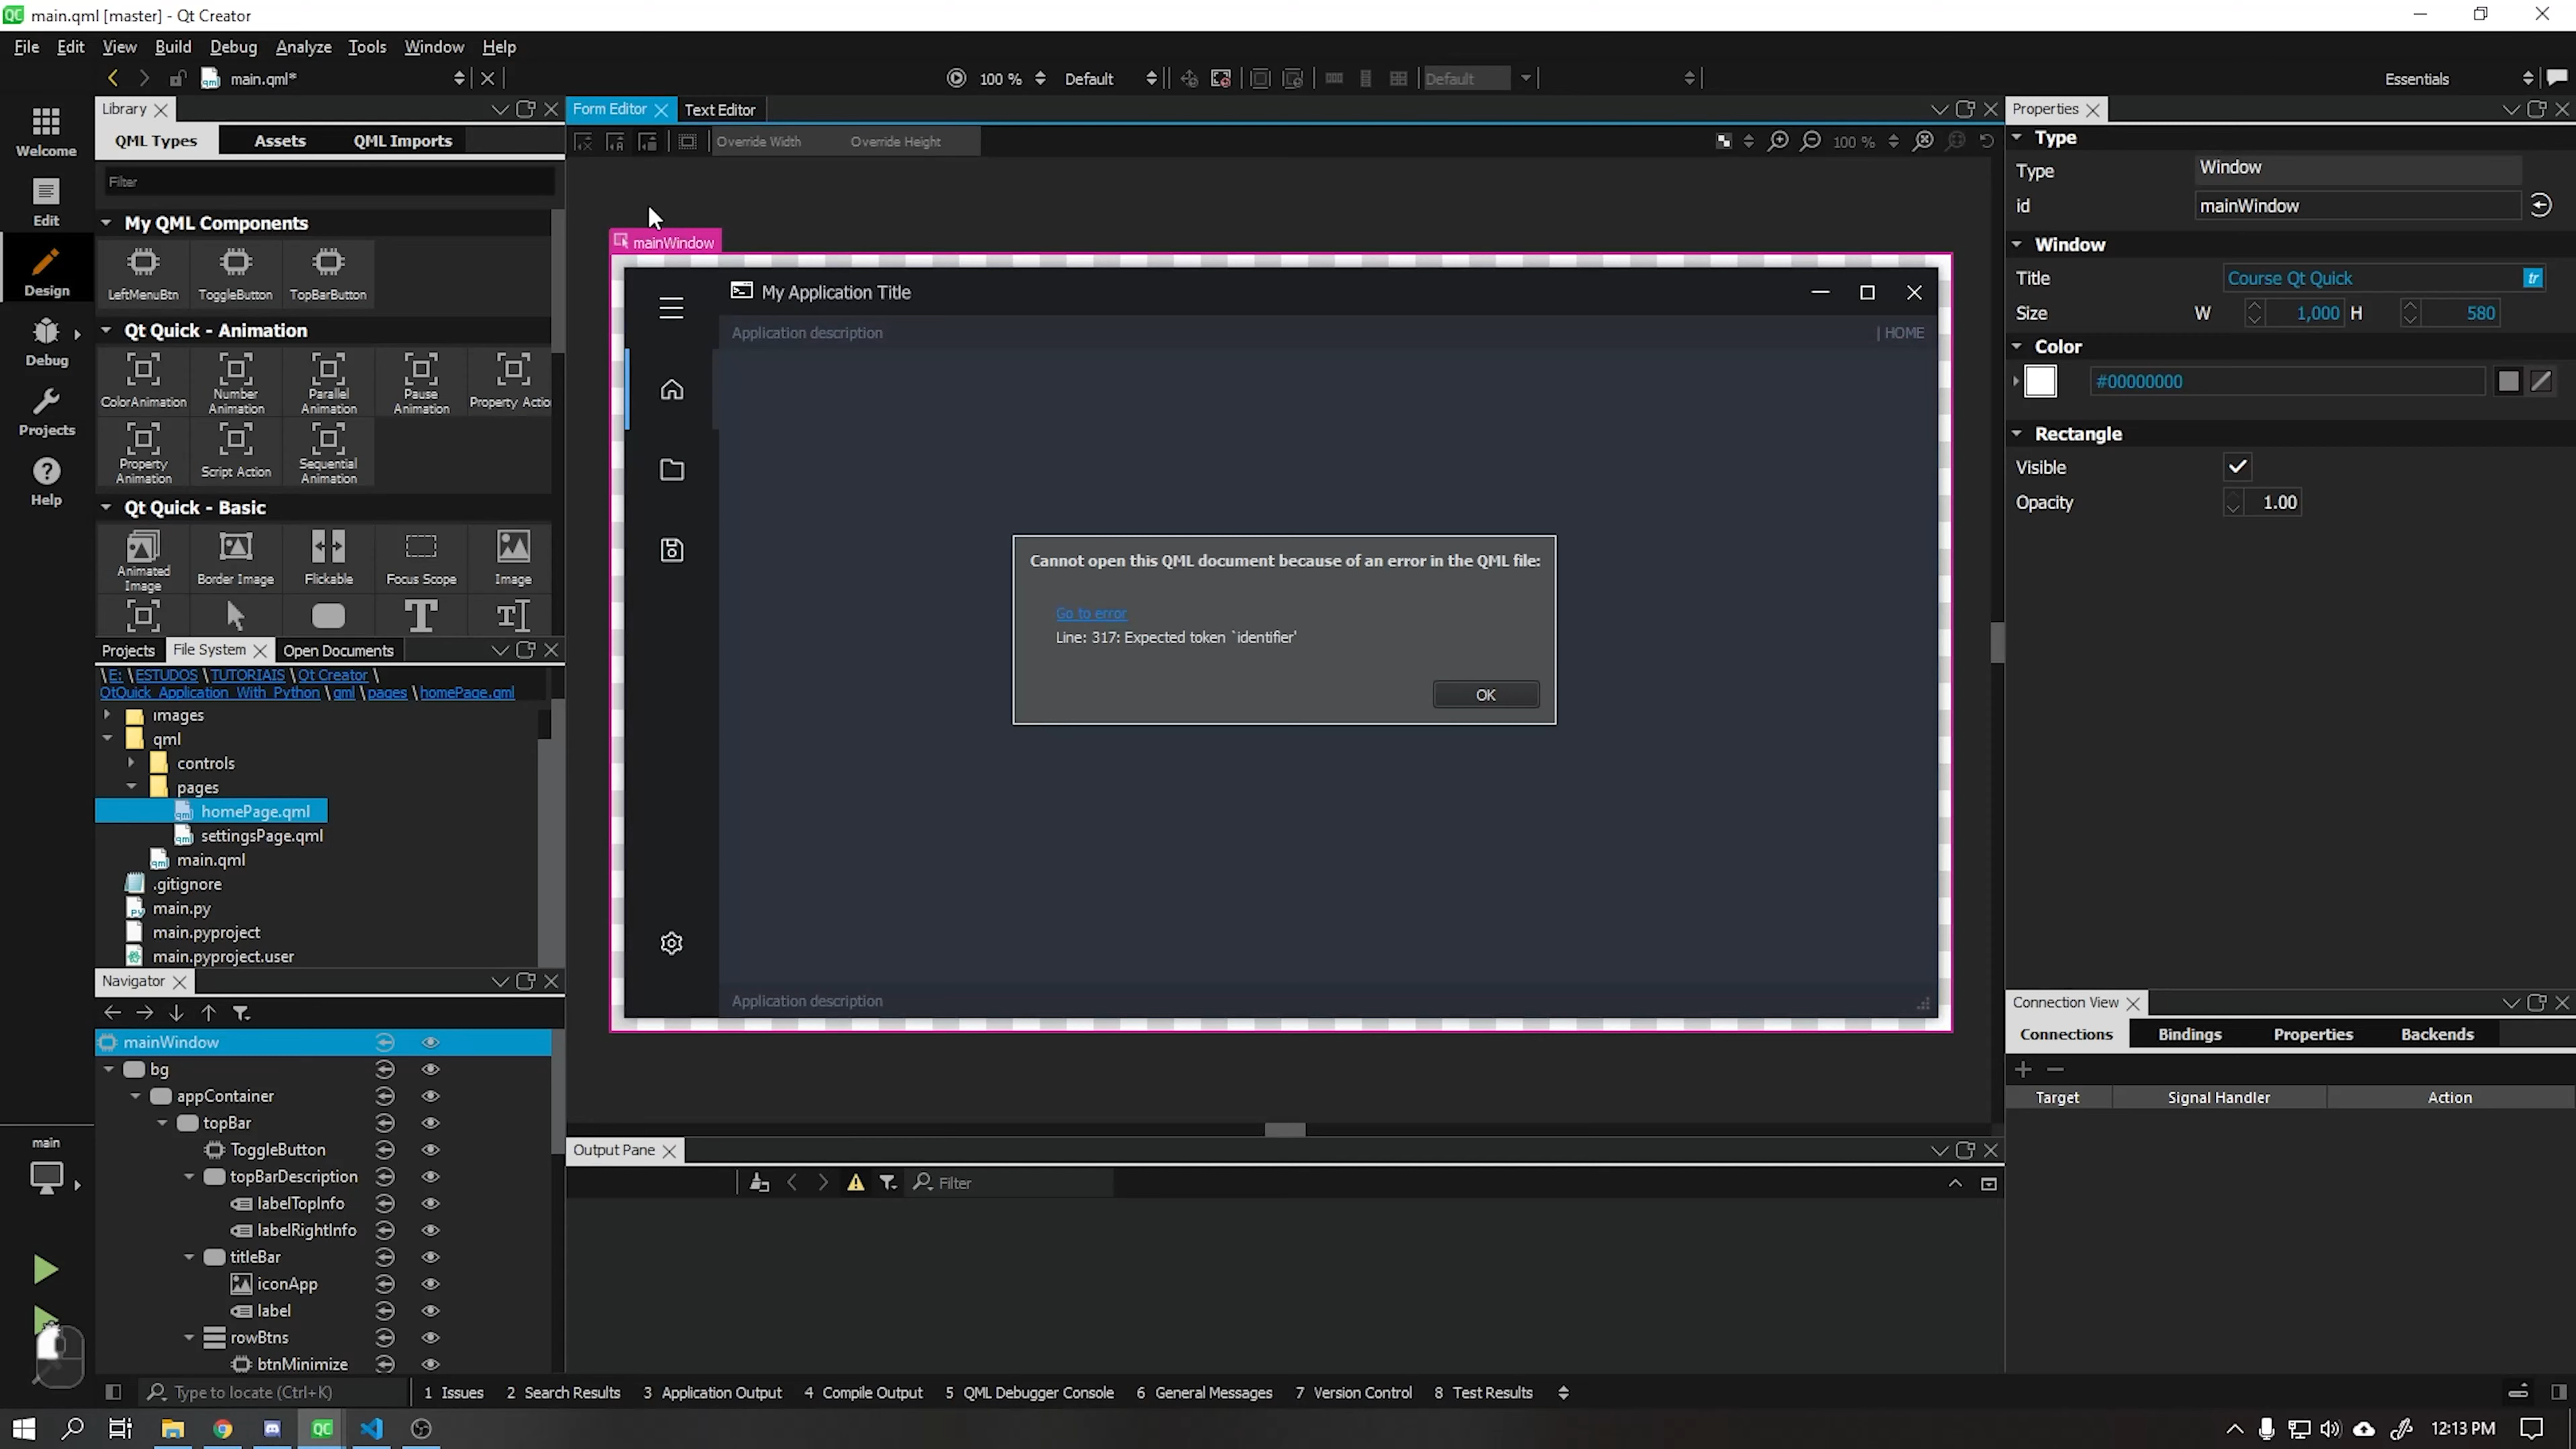 main.qml [master] - Qt Creator
File Edit View Build Debug Analyze Tools Window Help
main.qml*
100 %
Default
Default
Essentials
Welcome
Edit
Design
Debug
Projects
Help
Library
QML Types
Assets
QML Imports
Filter
My QML Components
LeftMenuBtn
ToggleButton
TopBarButton
Qt Quick - Animation
ColorAnimation
Number
Animation
Parallel
Animation
Pause
Animation
Property Actio
Property
Animation
Script Action
Sequential
Animation
Qt Quick - Basic
Animated
Image
Border Image
Flickable
Focus Scope
Image
Projects
File System
Open Documents
\E: \ESTUDOS \TUTORIAIS \Qt Creator \
QtQuick_Application_With_Python \qml \pages \homePage.qml
images
qml
controls
pages
homePage.qml
settingsPage.qml
main.qml
.gitignore
main.py
main.pyproject
main.pyproject.user
Navigator
mainWindow
bg
appContainer
topBar
ToggleButton
topBarDescription
labelTopInfo
labelRightInfo
titleBar
iconApp
label
rowBtns
btnMinimize
Form Editor
Text Editor
Override Width
Override Height
100 %
mainWindow
My Application Title
Application description
| HOME
Cannot open this QML document because of an error in the QML file:
Go to error
Line: 317: Expected token `identifier'
OK
Application description
Output Pane
Filter
Properties
Type
Type
Window
id
mainWindow
Window
Title
Course Qt Quick
tr
Size
W
1,000
H
580
Color
#00000000
Rectangle
Visible
Opacity
1.00
Connection View
Connections
Bindings
Properties
Backends
Target
Signal Handler
Action
main
Type to locate (Ctrl+K)
1 Issues
2 Search Results
3 Application Output
4 Compile Output
5 QML Debugger Console
6 General Messages
7 Version Control
8 Test Results
12:13 PM